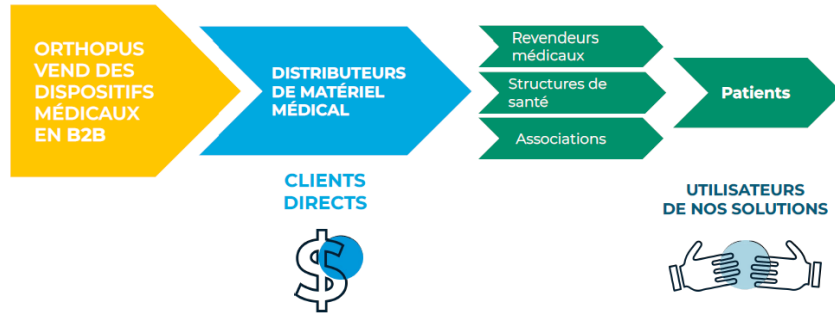 ORTHOPUS
VEND DES
DISPOSITIFS
MÉDICAUX
EN B2B
DISTRIBUTEURS
DE MATÉRIEL
MÉDICAL
Revendeurs
médicaux
Structures de
santé
Associations
Patients
CLIENTS
DIRECTS
$
UTILISATEURS
DE NOS SOLUTIONS